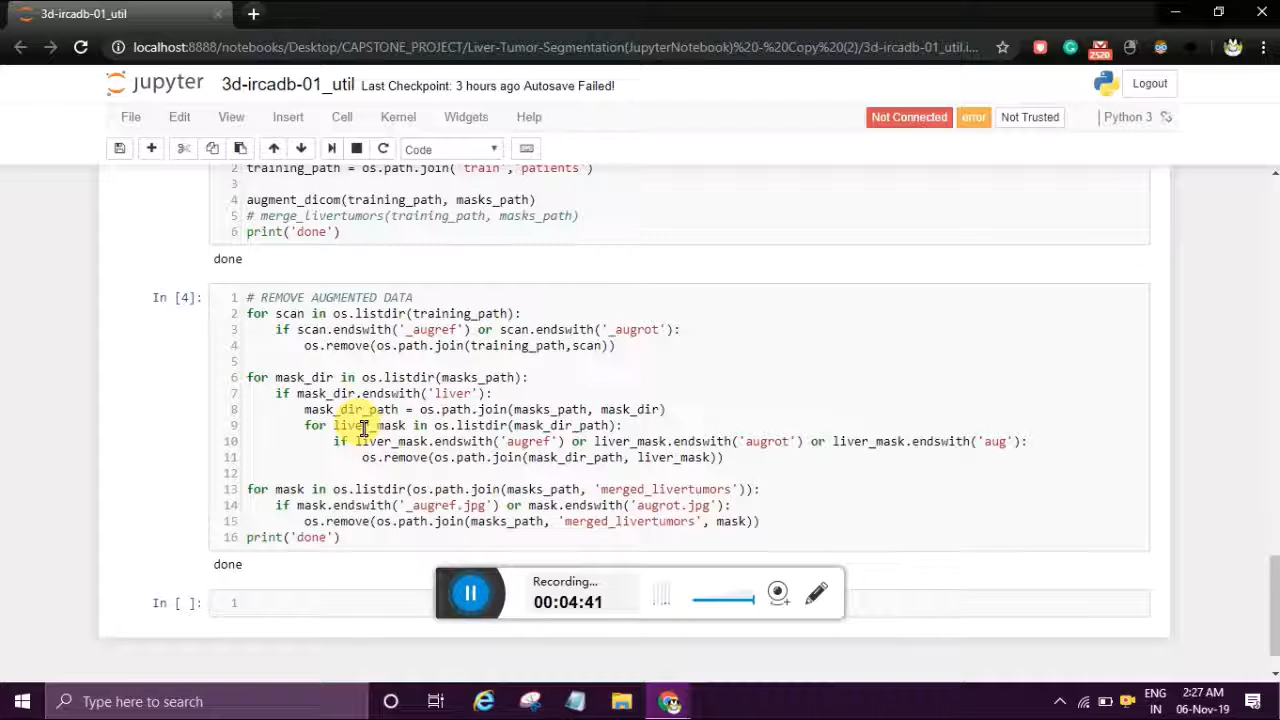 3d-ircadb-01_util
localhost:8888/notebooks/Desktop/CAPSTONE_PROJECT/Liver-Tumor-Segmentation(JupyterNotebook)%20-%20Copy%20(2)/3d-ircadb-01_util.i...
2520
jupyter 3d-ircadb-01_util Last Checkpoint: 3 hours ago Autosave Failed! Logout
File Edit View Insert Cell Kernel Widgets Help Not Connected error Not Trusted Python 3
Code
2 training_path = os.path.join('train','patients')
3
4 augment_dicom(training_path, masks_path)
5 # merge_livertumors(training_path, masks_path)
6 print('done')
done
In [4]: 1 # REMOVE AUGMENTED DATA
2 for scan in os.listdir(training_path):
3 if scan.endswith('_augref') or scan.endswith('_augrot'):
4 os.remove(os.path.join(training_path,scan))
5
6 for mask_dir in os.listdir(masks_path):
7 if mask_dir.endswith('liver'):
8 mask_dir_path = os.path.join(masks_path, mask_dir)
9 for liver_mask in os.listdir(mask_dir_path):
10 if liver_mask.endswith('augref') or liver_mask.endswith('augrot') or liver_mask.endswith('aug'):
11 os.remove(os.path.join(mask_dir_path, liver_mask))
12
13 for mask in os.listdir(os.path.join(masks_path, 'merged_livertumors')):
14 if mask.endswith('_augref.jpg') or mask.endswith('augrot.jpg'):
15 os.remove(os.path.join(masks_path, 'merged_livertumors', mask))
16 print('done')
done
In [ ]: 1
Recording...
00:04:41
Type here to search
ENG
IN
2:27 AM
06-Nov-19